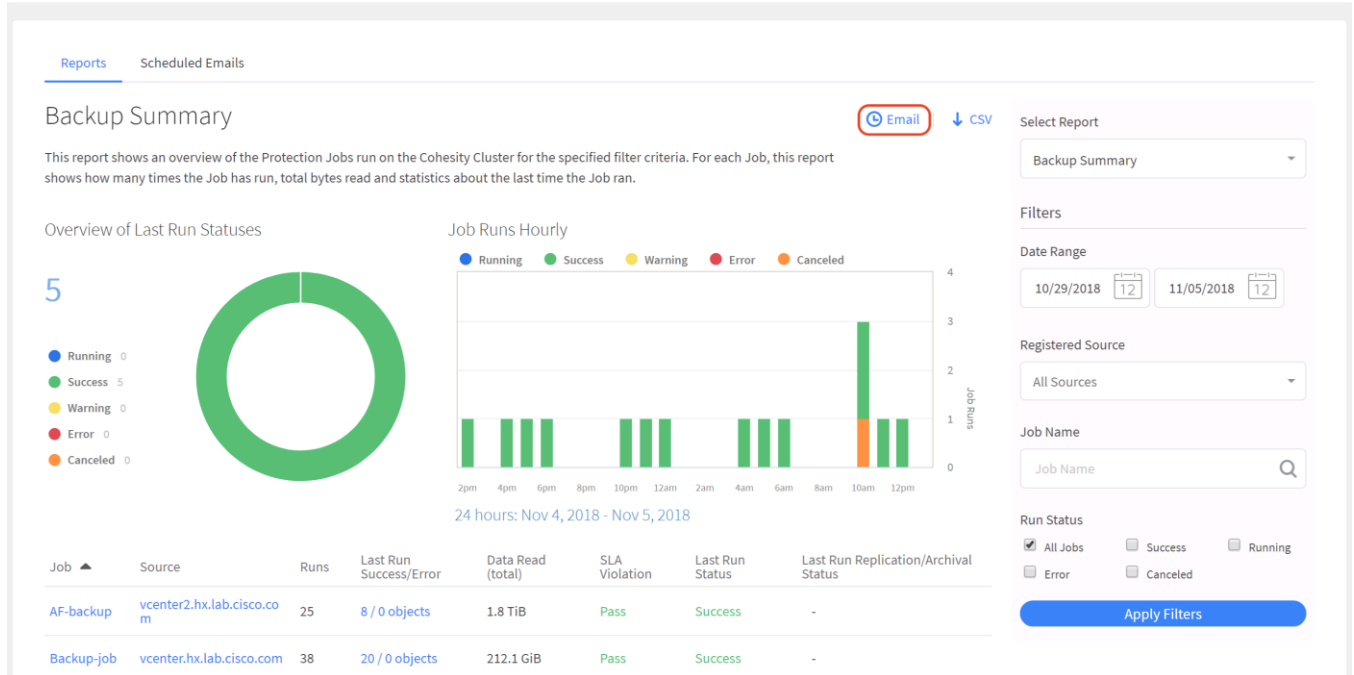 Reports Scheduled Emails
Backup Summary
Email CSV
This report shows an overview of the Protection Jobs run on the Cohesity Cluster for the specified filter criteria. For each Job, this report
shows how many times the Job has run, total bytes read and statistics about the last time the Job ran.
Overview of Last Run Statuses
5
Running 0
Success 5
Warning 0
Error 0
Canceled 0
Job Runs Hourly
Running Success Warning Error Canceled
4
3
2
1
0
Job Runs
2pm 4pm 6pm 8pm 10pm 12am 2am 4am 6am 8am 10am 12pm
24 hours: Nov 4, 2018 - Nov 5, 2018
Job Source Runs Last Run Success/Error Data Read (total) SLA Violation Last Run Status Last Run Replication/Archival Status
AF-backup vcenter2.hx.lab.cisco.com 25 8 / 0 objects 1.8 TiB Pass Success -
Backup-job vcenter.hx.lab.cisco.com 38 20 / 0 objects 212.1 GiB Pass Success -
Select Report
Backup Summary
Filters
Date Range
10/29/2018 12 11/05/2018 12
Registered Source
All Sources
Job Name
Job Name
Run Status
All Jobs Success Running
Error Canceled
Apply Filters